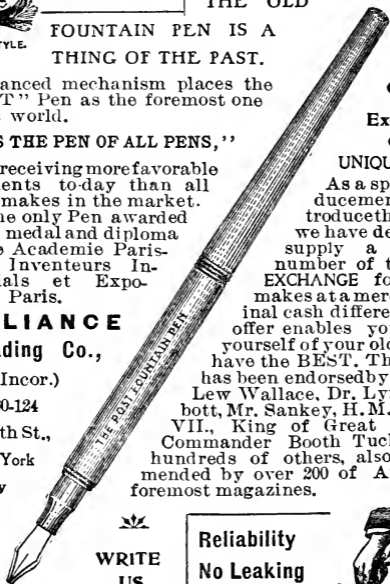 THE OLD
TYLE.
FOUNTAIN PEN IS A
THING OF THE PAST.
anced mechanism places the
T" Pen as the foremost one
world.
THE PEN OF ALL PENS,"
receiving more favorable
ents to-day than all
makes in the market.
only Pen awarded
medal and diploma
Academie Paris-
Inventeurs In-
als et Expo-
Paris.
LIANCE
ding Co.,
Incor.)
0-124
th St.,
York
THE POST FOUNTAIN PEN
WRITE
US
Ex
UNIQU
As a sp
ducemen
troduce th
we have de
supply a
number of t
EXCHANGE fo
makes at a mer
inal cash differe
offer enables yo
yourself of your old
have the BEST. Th
has been endorsed by
Lew Wallace, Dr. Ly
bott, Mr. Sankey, H. M.
VII., King of Great
Commander Booth Tuc
hundreds of others, also
mended by over 200 of A
foremost magazines.
Reliability
No Leaking